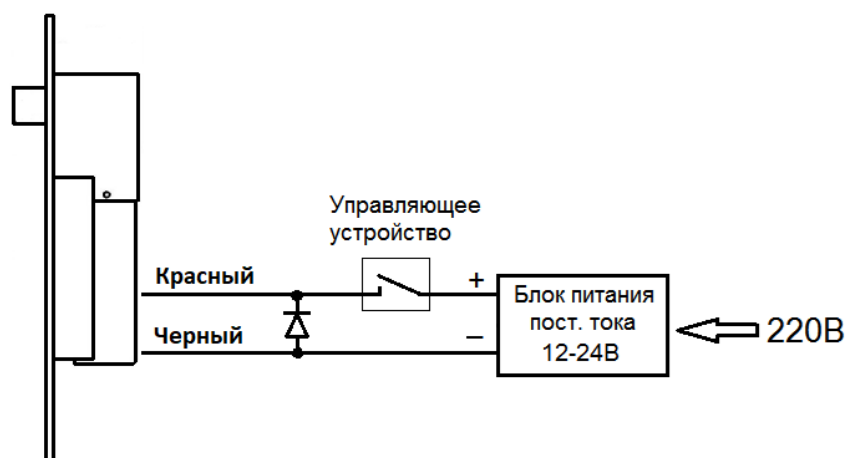 Управляющее
устройство
Красный
+
Блок питания
пост. тока
12-24В
220В
Черный
–